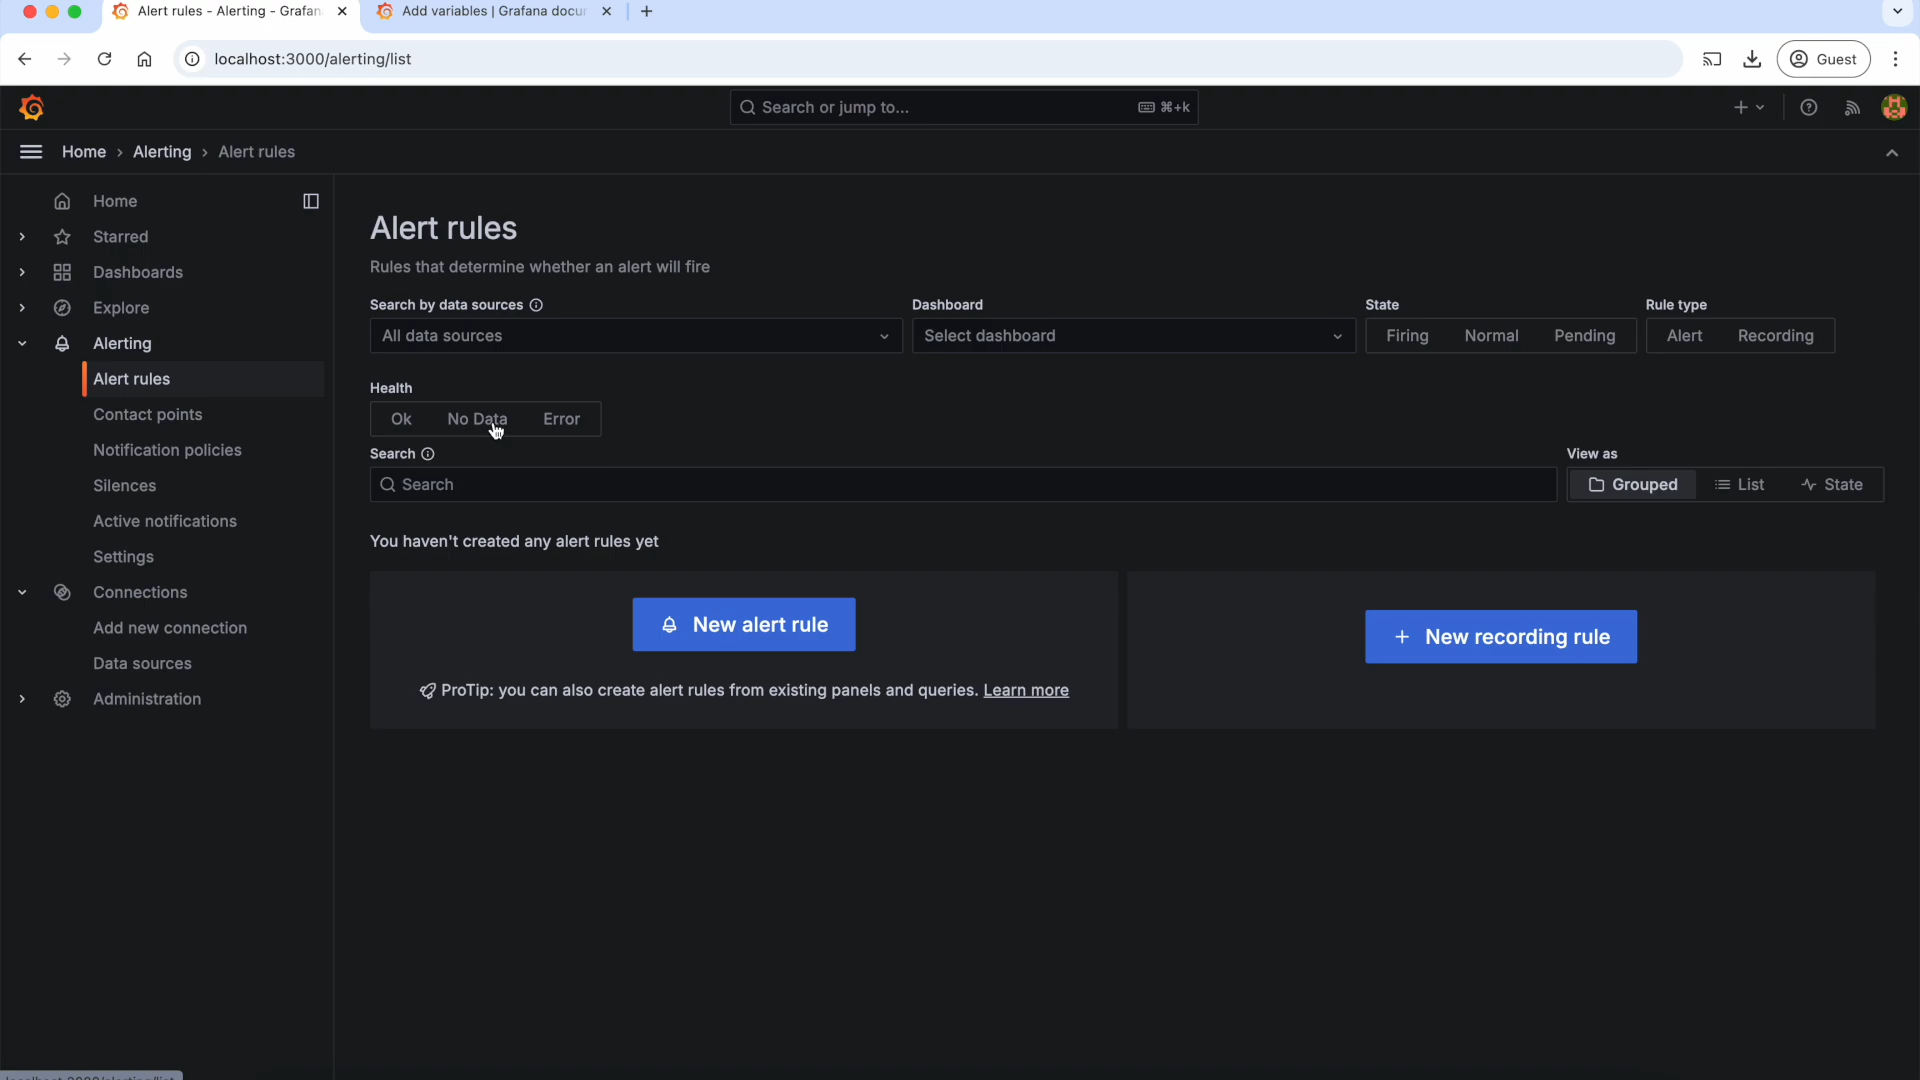 Alert rules - Alerting - Grafan
Add variables | Grafana docu
localhost:3000/alerting/list
Guest
Search or jump to...
⌘+k
Home
Alerting
Alert rules
Home
Starred
Dashboards
Explore
Alerting
Alert rules
Contact points
Notification policies
Silences
Active notifications
Settings
Connections
Add new connection
Data sources
Administration
Alert rules
Rules that determine whether an alert will fire
Search by data sources
Dashboard
State
Rule type
All data sources
Select dashboard
Firing Normal Pending
Alert Recording
Health
Ok No Data Error
Search
View as
Search
Grouped List State
You haven't created any alert rules yet
New alert rule
New recording rule
ProTip: you can also create alert rules from existing panels and queries. Learn more